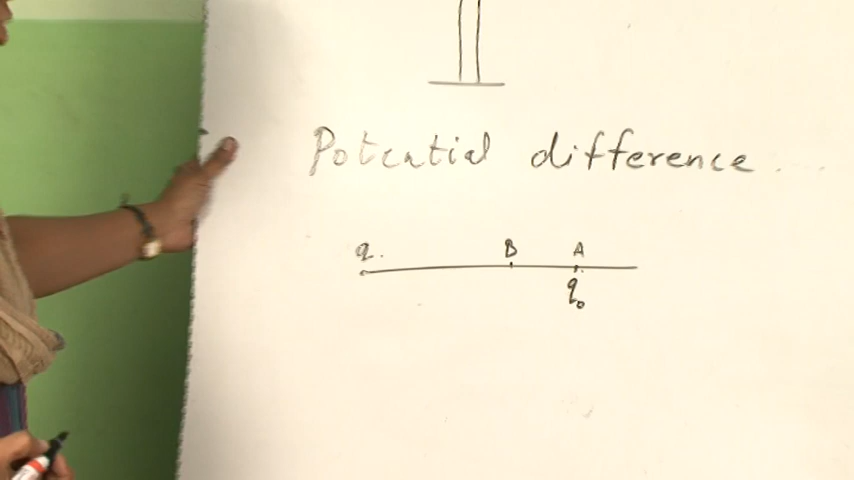 Potential difference
q. B A
q₀